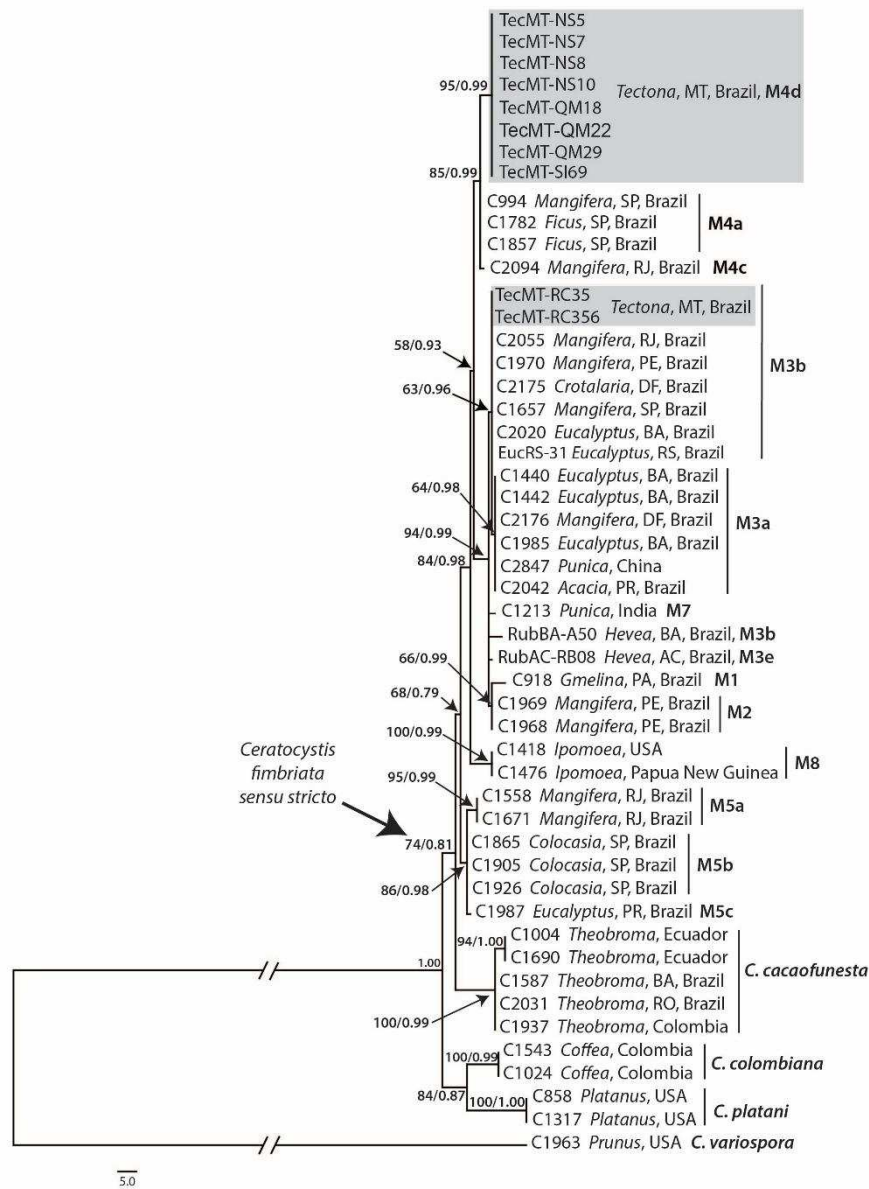 TecMT-NS5
TecMT-NS7
TecMT-NS8
95/0.99
TecMT-NS10
Tectona, MT, Brazil, M4d
TecMT-QM18
TecMT-QM22
TecMT-QM29
85/0.99
TecMT-SI69
C994 Mangifera, SP, Brazil
C1782 Ficus, SP, Brazil
M4a
C1857 Ficus, SP, Brazil
C2094 Mangifera, RJ, Brazil M4c
TecMT-RC35
Tectona, MT, Brazil
TecMT-RC356
C2055 Mangifera, RJ, Brazil
58/0.93
C1970 Mangifera, PE, Brazil
M3b
C2175 Crotalaria, DF, Brazil
63/0.96
C1657 Mangifera, SP, Brazil
C2020 Eucalyptus, BA, Brazil
EucRS-31 Eucalyptus, RS, Brazil
C1440 Eucalyptus, BA, Brazil
64/0.98
C1442 Eucalyptus, BA, Brazil
C2176 Mangifera, DF, Brazil
M3a
94/0.99
C1985 Eucalyptus, BA, Brazil
84/0.98
C2847 Punica, China
C2042 Acacia, PR, Brazil
C1213 Punica, India M7
RubBA-A50 Hevea, BA, Brazil, M3b
66/0.99
RubAC-RB08 Hevea, AC, Brazil, M3e
C918 Gmelina, PA, Brazil M1
68/0.79
C1969 Mangifera, PE, Brazil
M2
C1968 Mangifera, PE, Brazil
100/0.99
C1418 Ipomoea, USA
M8
C1476 Ipomoea, Papua New Guinea
Ceratocystis
fimbriata
sensu stricto
95/0.99
C1558 Mangifera, RJ, Brazil
M5a
C1671 Mangifera, RJ, Brazil
74/0.81
C1865 Colocasia, SP, Brazil
C1905 Colocasia, SP, Brazil
M5b
86/0.98
C1926 Colocasia, SP, Brazil
C1987 Eucalyptus, PR, Brazil M5c
94/1.00
C1004 Theobroma, Ecuador
C1690 Theobroma, Ecuador
1.00
C1587 Theobroma, BA, Brazil
C. cacaofunesta
C2031 Theobroma, RO, Brazil
100/0.99
C1937 Theobroma, Colombia
100/0.99
C1543 Coffea, Colombia
C. colombiana
C1024 Coffea, Colombia
84/0.87
100/1.00
C858 Platanus, USA
C. platani
C1317 Platanus, USA
C1963 Prunus, USA C. variospora
5.0